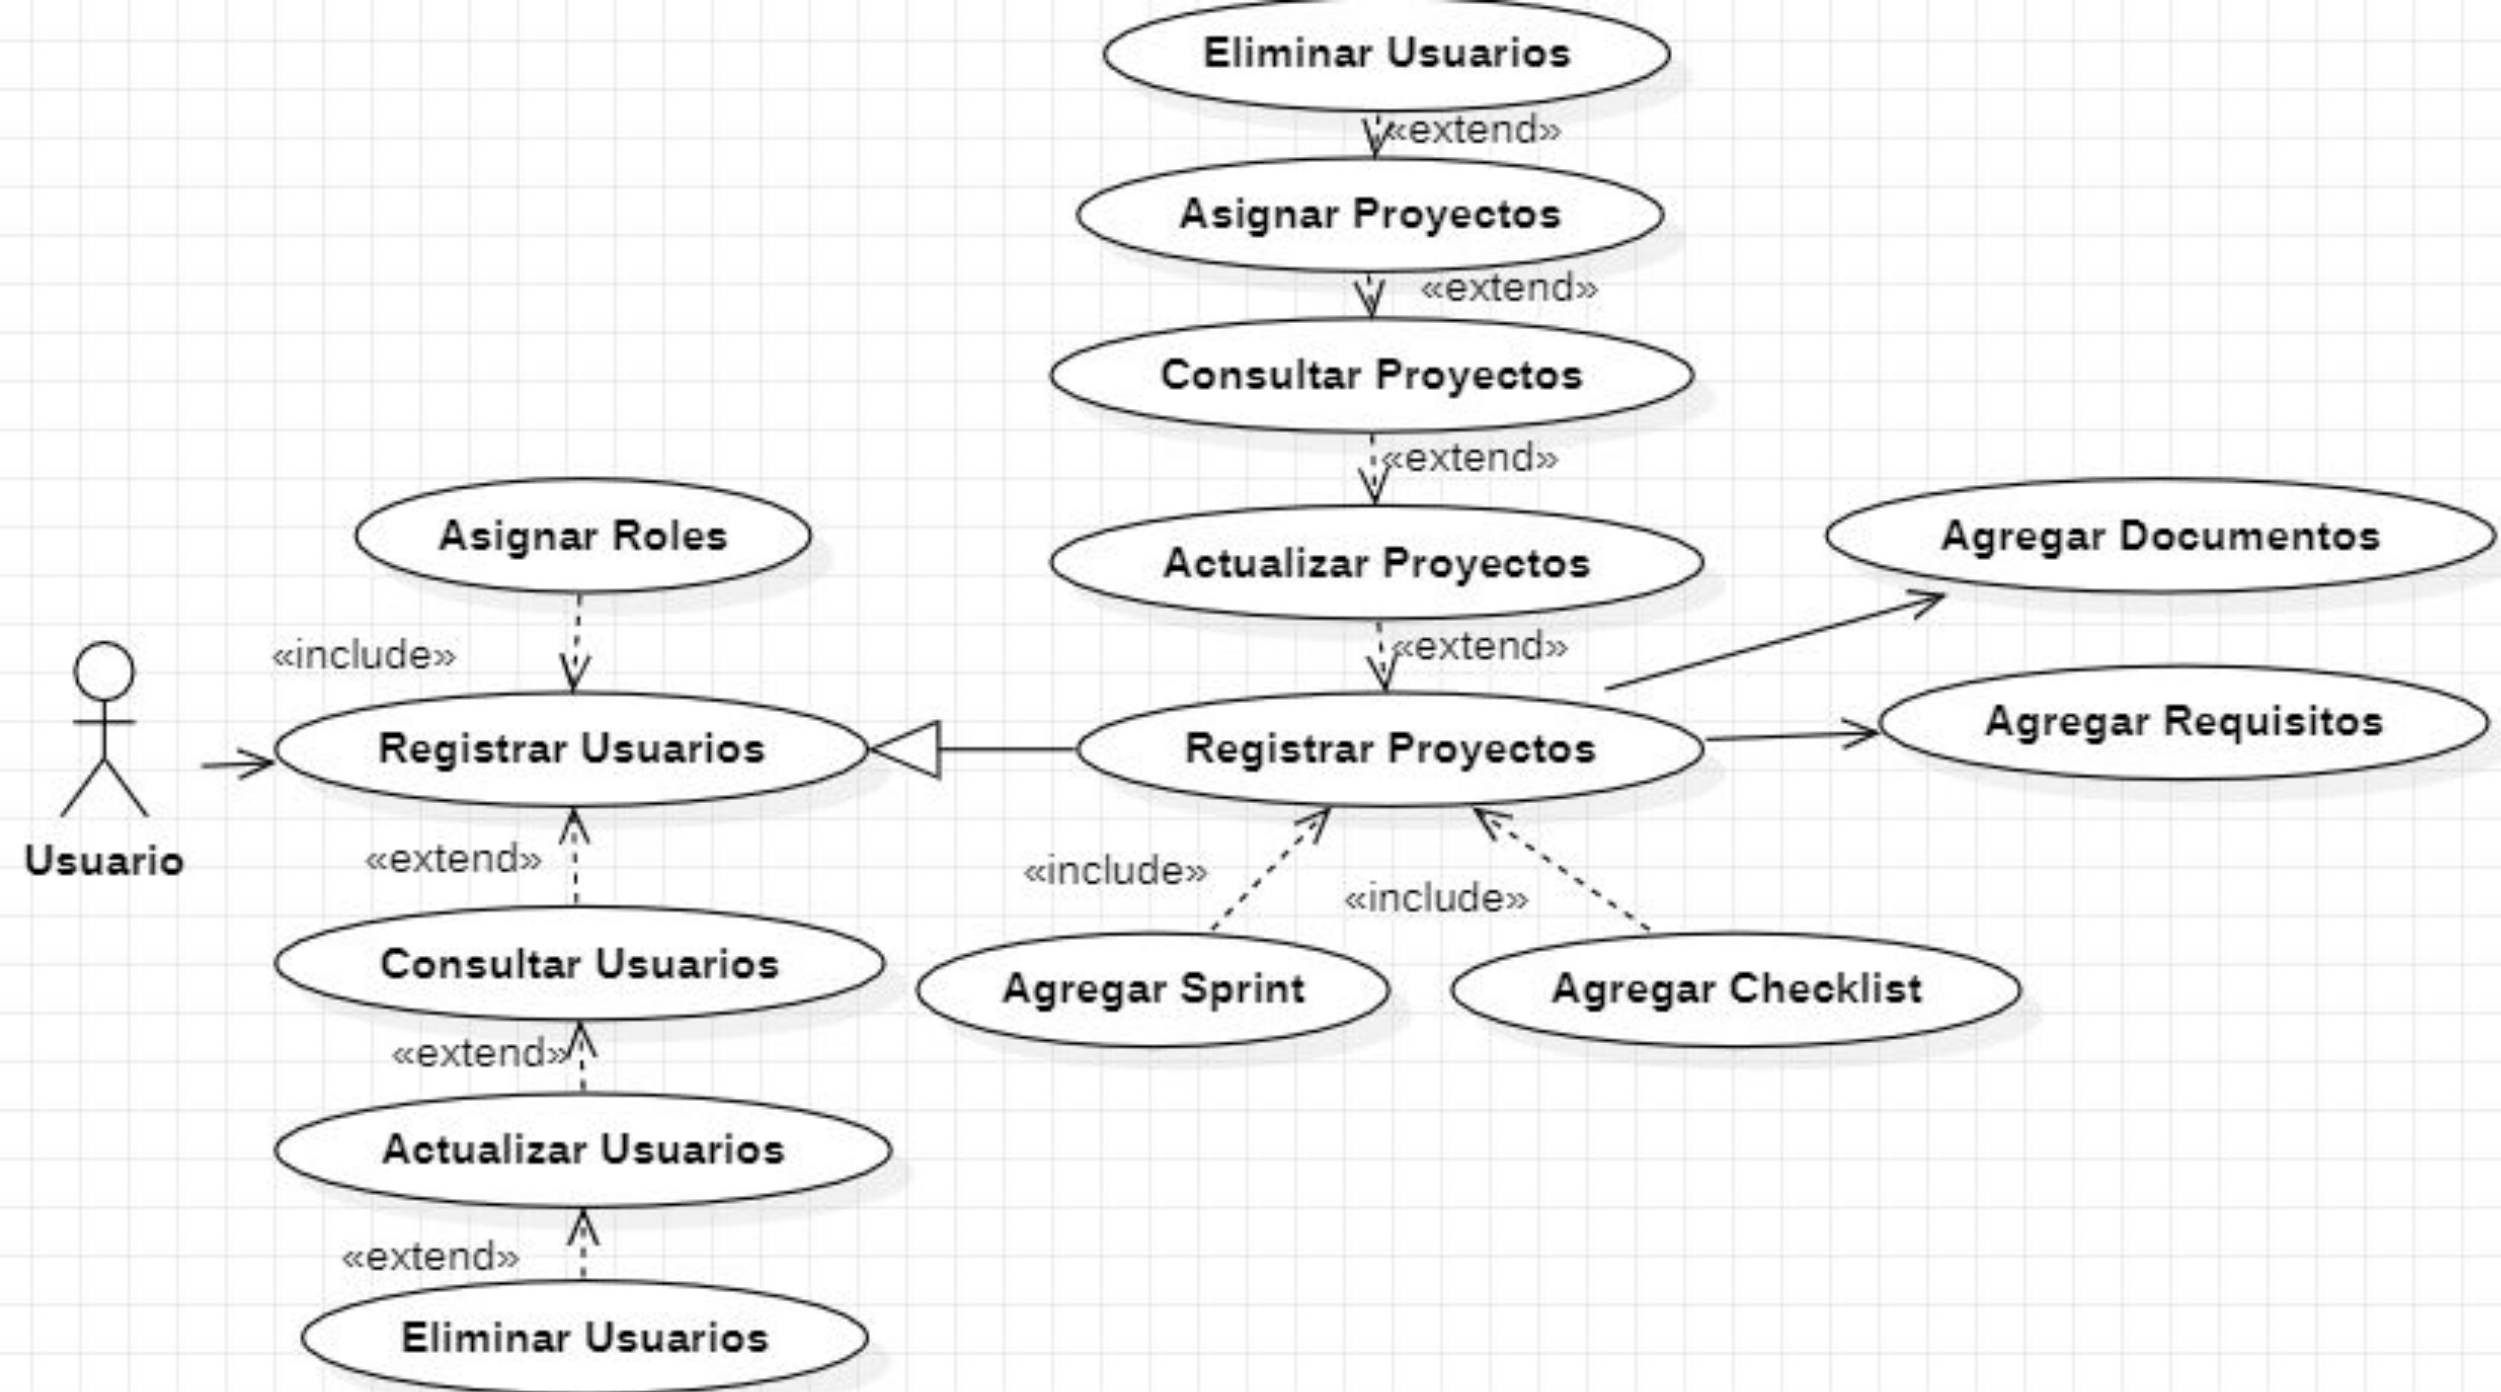 Eliminar Usuarios
«extend»
Asignar Proyectos
«extend»
Consultar Proyectos
«extend»
Asignar Roles
Actualizar Proyectos
Agregar Documentos
«include»
«extend»
Registrar Usuarios
Registrar Proyectos
Agregar Requisitos
Usuario
«extend»
«include»
«include»
Consultar Usuarios
Agregar Sprint
Agregar Checklist
«extend»
Actualizar Usuarios
«extend»
Eliminar Usuarios